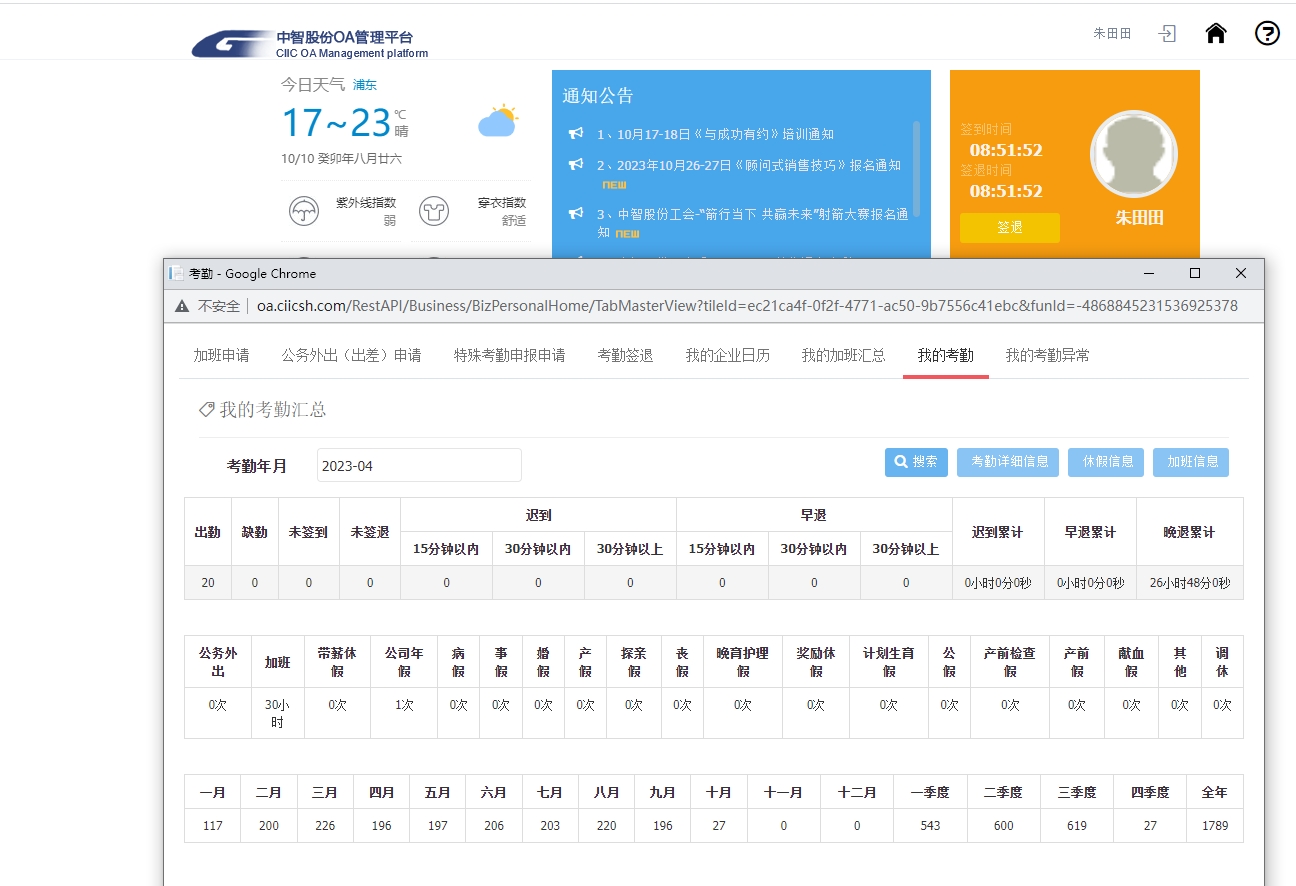 中智股份OA管理平台
CIIC OA Management platform
朱田田
今日天气 浦东
17~23 ℃ 晴
10/10 癸卯年八月廿六
紫外线指数 弱
穿衣指数 舒适
通知公告
1、10月17-18日《与成功有约》培训通知
2、2023年10月26-27日《顾问式销售技巧》报名通知
NEW
3、中智股份工会-“箭行当下 共赢未来”射箭大赛报名通
知 NEW
签到时间
08:51:52
签退时间
08:51:52
签退
朱田田
考勤 - Google Chrome
不安全 oa.ciicsh.com/RestAPI/Business/BizPersonalHome/TabMasterView?tileId=ec21ca4f-0f2f-4771-ac50-9b7556c41ebc&funId=-4868845231536925378
加班申请 公务外出（出差）申请 特殊考勤申报申请 考勤签退 我的企业日历 我的加班汇总 我的考勤 我的考勤异常
我的考勤汇总
考勤年月 2023-04 搜索 考勤详细信息 休假信息 加班信息
出勤 缺勤 未签到 未签退 迟到 早退 迟到累计 早退累计 晚退累计
15分钟以内 30分钟以内 30分钟以上 15分钟以内 30分钟以内 30分钟以上
20 0 0 0 0 0 0 0 0 0 0小时0分0秒 0小时0分0秒 26小时48分0秒
公务外出 加班 带薪休假 公司年假 病假 事假 婚假 产假 探亲假 丧假 晚育护理假 奖励休假 计划生育假 公假 产前检查假 产前假 献血假 其他 调休
0次 30小时 0次 1次 0次 0次 0次 0次 0次 0次 0次 0次 0次 0次 0次 0次 0次 0次 0次
一月 二月 三月 四月 五月 六月 七月 八月 九月 十月 十一月 十二月 一季度 二季度 三季度 四季度 全年
117 200 226 196 197 206 203 220 196 27 0 0 543 600 619 27 1789